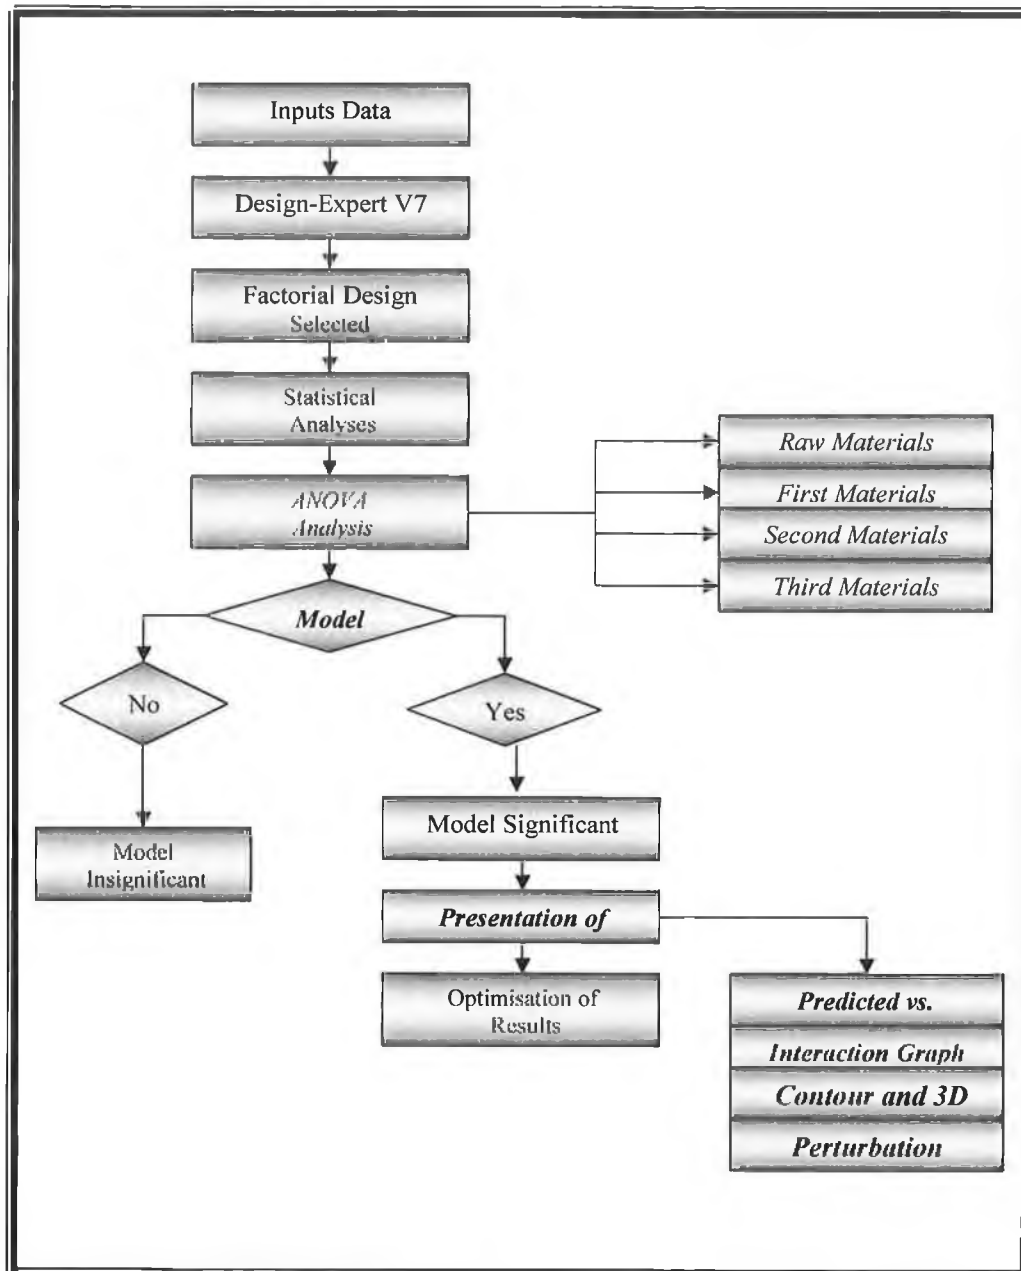 Inputs Data
Design-Expert V7
Factorial Design
Selected
Statistical
Analyses
ANOVA
Analysis
Raw Materials
First Materials
Second Materials
Third Materials
Model
No
Yes
Model
Insignificant
Model Significant
Presentation of
Optimisation of
Results
Predicted vs.
Interaction Graph
Contour and 3D
Perturbation